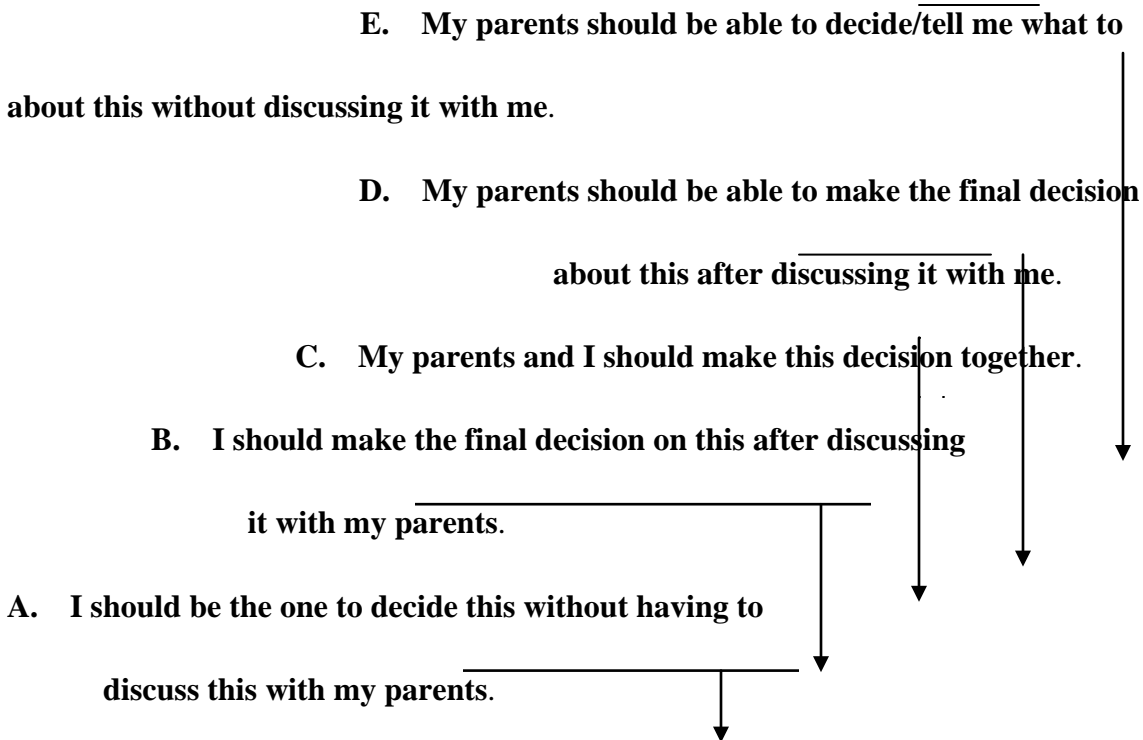 E. My parents should be able to decide/tell me what to
about this without discussing it with me.
D. My parents should be able to make the final decision
about this after discussing it with me.
C. My parents and I should make this decision together.
B. I should make the final decision on this after discussing
it with my parents.
A. I should be the one to decide this without having to
discuss this with my parents.